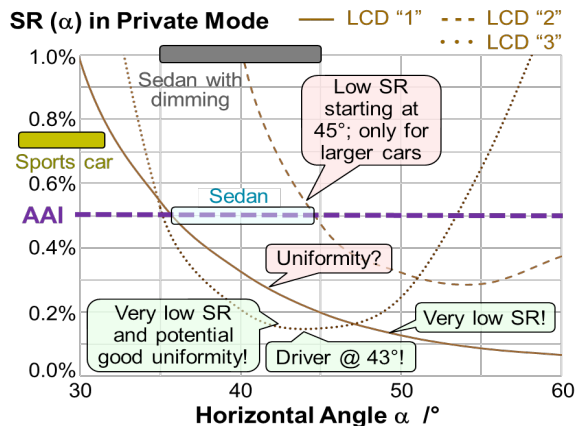 SR (α) in Private Mode
LCD “1”
LCD “2”
LCD “3”
1.0%
0.8%
0.6%
0.4%
0.2%
0.0%
Sedan with
dimming
Low SR
starting at
45°; only for
larger cars
Sports car
AAI
Sedan
Uniformity?
Very low SR
and potential
good uniformity!
Very low SR!
Driver @ 43°!
30
40
50
60
Horizontal Angle α /°